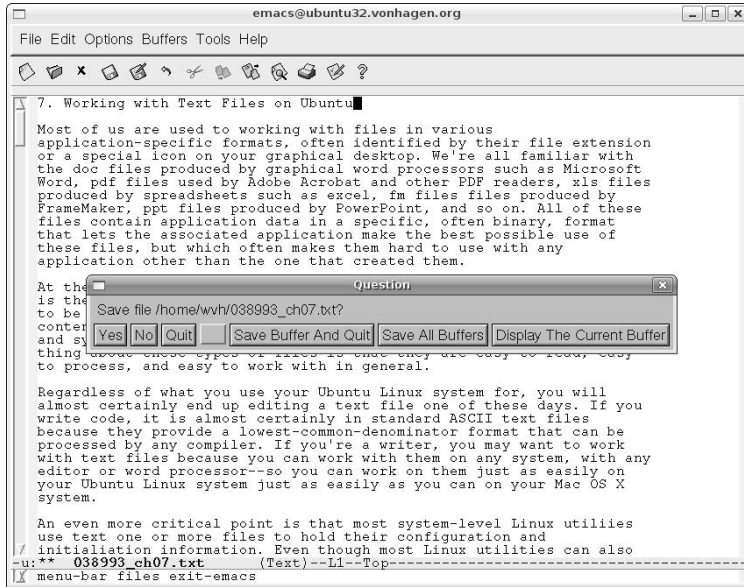 emacs@ubuntu32.vonhagen.org
File Edit Options Buffers Tools Help
7. Working with Text Files on Ubuntu
Most of us are used to working with files in various
application-specific formats, often identified by their file extension
or a special icon on your graphical desktop. We're all familiar with
the doc files produced by graphical word processors such as Microsoft
Word, pdf files used by Adobe Acrobat and other PDF readers, xls files
produced by spreadsheets such as excel, fm files files produced by
FrameMaker, ppt files produced by PowerPoint, and so on. All of these
files contain application data in a specific, often binary, format
that lets the associated application make the best possible use of
these files, but which often makes them hard to use with any
application other than the one that created them.
At the
is the
to be
conten
and sy
Question
Save file /home/wvh/038993_ch07.txt?
Yes No Quit Save Buffer And Quit Save All Buffers Display The Current Buffer
thing about these types of files is that they are easy to read, easy
to process, and easy to work with in general.
Regardless of what you use your Ubuntu Linux system for, you will
almost certainly end up editing a text file one of these days. If you
write code, it is almost certainly in standard ASCII text files
because they provide a lowest-common-denominator format that can be
processed by any compiler. If you're a writer, you may want to work
with text files because you can work with them on any system, with any
editor or word processor--so you can work on them just as easily on
your Ubuntu Linux system just as easily as you can on your Mac OS X
system.
An even more critical point is that most system-level Linux utiliies
use text one or more files to hold their configuration and
initialiation information. Even though most Linux utilities can also
-u:** 038993_ch07.txt (Text)--L1--Top--------------------------------
menu-bar files exit-emacs